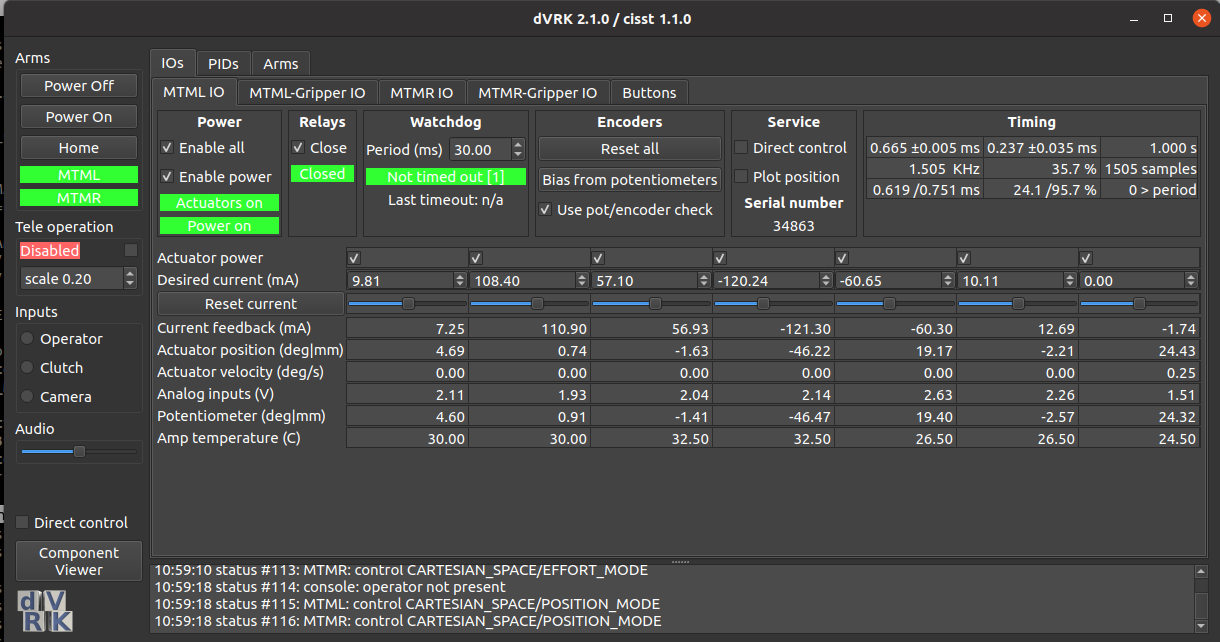 dVRK 2.1.0 / cisst 1.1.0
Arms
Power Off
Power On
Home
MTML
MTMR
Tele operation
Disabled
scale 0.20
Inputs
Operator
Clutch
Camera
Audio
Direct control
Component
Viewer
dVRK
IOs PIDs Arms
MTML IO MTML-Gripper IO MTMR IO MTMR-Gripper IO Buttons
Power
Enable all
Enable power
Actuators on
Power on
Relays
Close
Closed
Watchdog
Period (ms) 30.00
Not timed out [1]
Last timeout: n/a
Encoders
Reset all
Bias from potentiometers
Use pot/encoder check
Service
Direct control
Plot position
Serial number
34863
Timing
0.665 ±0.005 ms 0.237 ±0.035 ms 1.000 s
1.505 KHz 35.7 % 1505 samples
0.619 /0.751 ms 24.1 /95.7 % 0 > period
Actuator power
Desired current (mA) 9.81 108.40 57.10 -120.24 -60.65 10.11 0.00
Reset current
Current feedback (mA) 7.25 110.90 56.93 -121.30 -60.30 12.69 -1.74
Actuator position (deg|mm) 4.69 0.74 -1.63 -46.22 19.17 -2.21 24.43
Actuator velocity (deg/s) 0.00 0.00 0.00 0.00 0.00 0.00 0.25
Analog inputs (V) 2.11 1.93 2.04 2.14 2.63 2.26 1.51
Potentiometer (deg|mm) 4.60 0.91 -1.41 -46.47 19.40 -2.57 24.32
Amp temperature (C) 30.00 30.00 32.50 32.50 26.50 26.50 24.50
10:59:10 status #113: MTMR: control CARTESIAN_SPACE/EFFORT_MODE
10:59:18 status #114: console: operator not present
10:59:18 status #115: MTML: control CARTESIAN_SPACE/POSITION_MODE
10:59:18 status #116: MTMR: control CARTESIAN_SPACE/POSITION_MODE